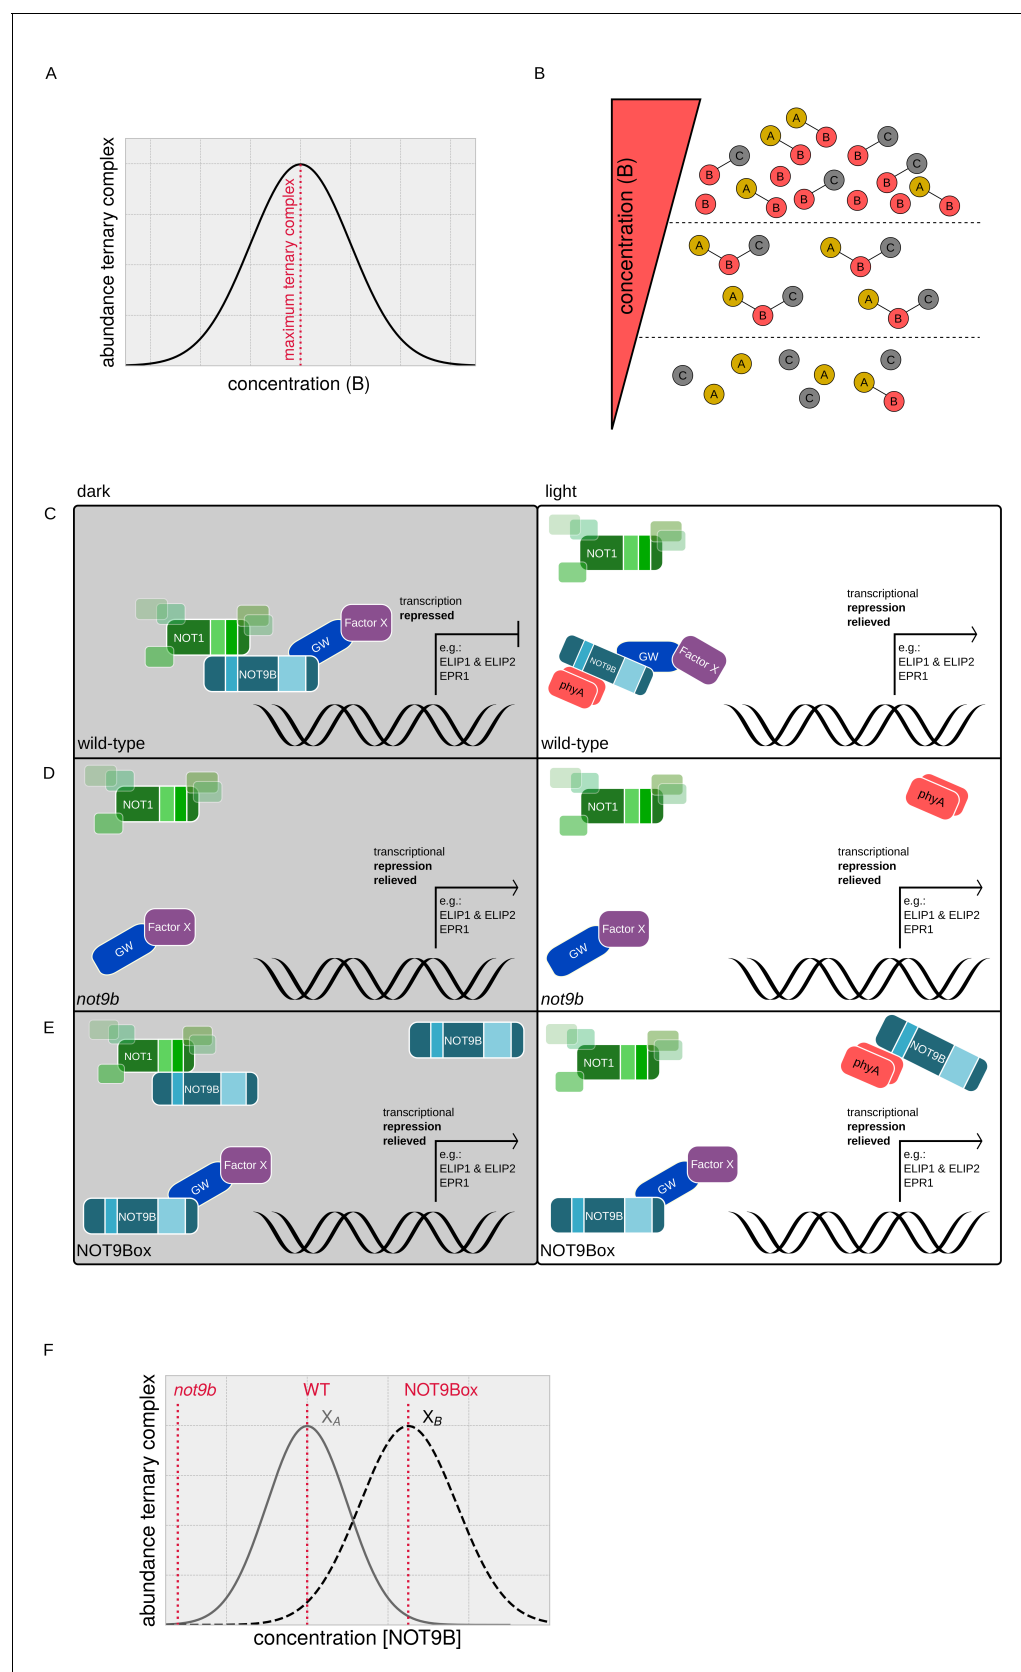 A
abundance ternary complex
maximum ternary complex
concentration (B)
B
concentration (B)
A
A B C
A B B C
B C B C A
B A B B C B B B
A C A C
B B
A C A C
B B
C A C A C A
A C B
dark
light
C
NOT1
NOT9B
GW
Factor X
transcription
repressed
e.g.:
ELIP1 & ELIP2
EPR1
wild-type
NOT1
NOT9B
GW
Factor X
phyA
transcriptional
repression
relieved
e.g.:
ELIP1 & ELIP2
EPR1
wild-type
D
NOT1
GW
Factor X
transcriptional
repression
relieved
e.g.:
ELIP1 & ELIP2
EPR1
not9b
NOT1
phyA
GW
Factor X
transcriptional
repression
relieved
e.g.:
ELIP1 & ELIP2
EPR1
not9b
E
NOT1
NOT9B
NOT9B
transcriptional
repression
relieved
e.g.:
ELIP1 & ELIP2
EPR1
Factor X
GW
NOT9B
NOT9Box
NOT1
NOT9B
phyA
transcriptional
repression
relieved
e.g.:
ELIP1 & ELIP2
EPR1
Factor X
GW
NOT9B
NOT9Box
F
abundance ternary complex
not9b
WT
NOT9Box
XA
XB
concentration [NOT9B]